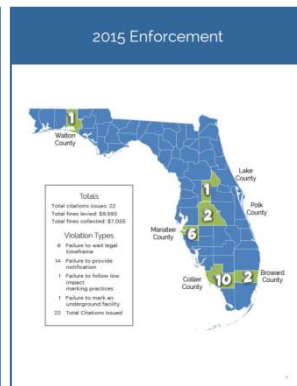 2015 Enforcement
1
Walton
County
Lake
County
1
Polk
County
2
Manatee
County
6
Collier
County
10
2
Broward
County
Totals
Total citations issues: 22
Total fines levied: $9,983
Total fines collected: $7,055
Violation Types
6 Failure to wait legal
timeframe
14 Failure to provide
notification
1 Failure to follow low
impact
marking practices
1 Failure to mark an
underground facility
22 Total Citations Issued